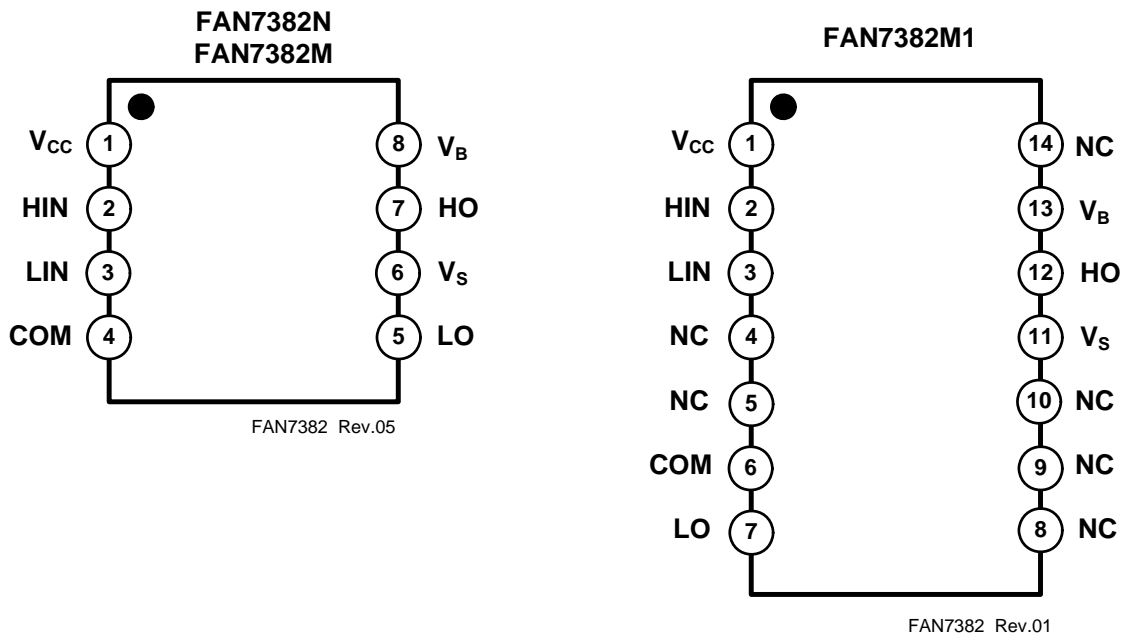 FAN7382N
FAN7382M
VCC 1 8 VB
HIN 2 7 HO
LIN 3 6 VS
COM 4 5 LO
FAN7382 Rev.05
FAN7382M1
VCC 1 14 NC
HIN 2 13 VB
LIN 3 12 HO
NC 4 11 VS
NC 5 10 NC
COM 6 9 NC
LO 7 8 NC
FAN7382 Rev.01